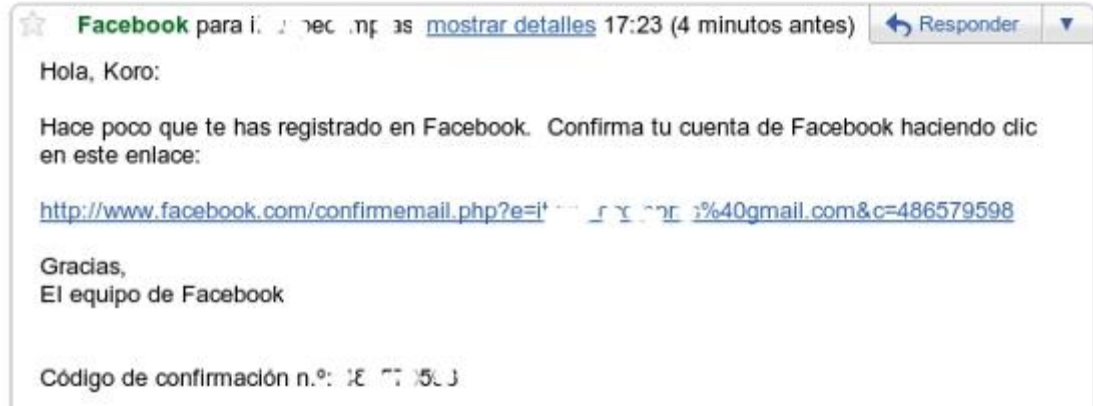 Facebook para mostrar detalles 17:23 (4 minutos antes) Responder
Hola, Koro:
Hace poco que te has registrado en Facebook. Confirma tu cuenta de Facebook haciendo clic
en este enlace:
http://www.facebook.com/confirmemail.php?e= %40gmail.com&c=486579598
Gracias,
El equipo de Facebook
Código de confirmación n.º: